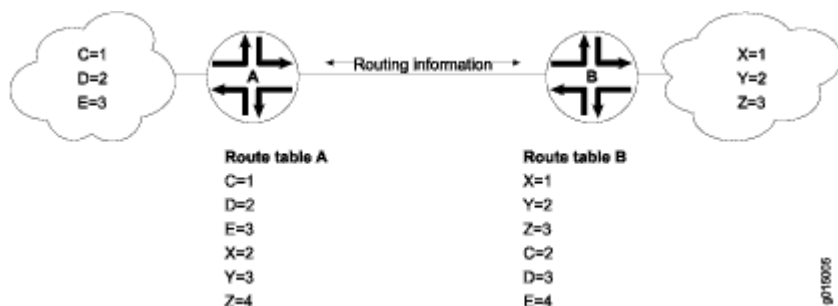 C=1
D=2
E=3
A
Routing information
B
X=1
Y=2
Z=3
Route table A
C=1
D=2
E=3
X=2
Y=3
Z=4
Route table B
X=1
Y=2
Z=3
C=2
D=3
E=4
g015005